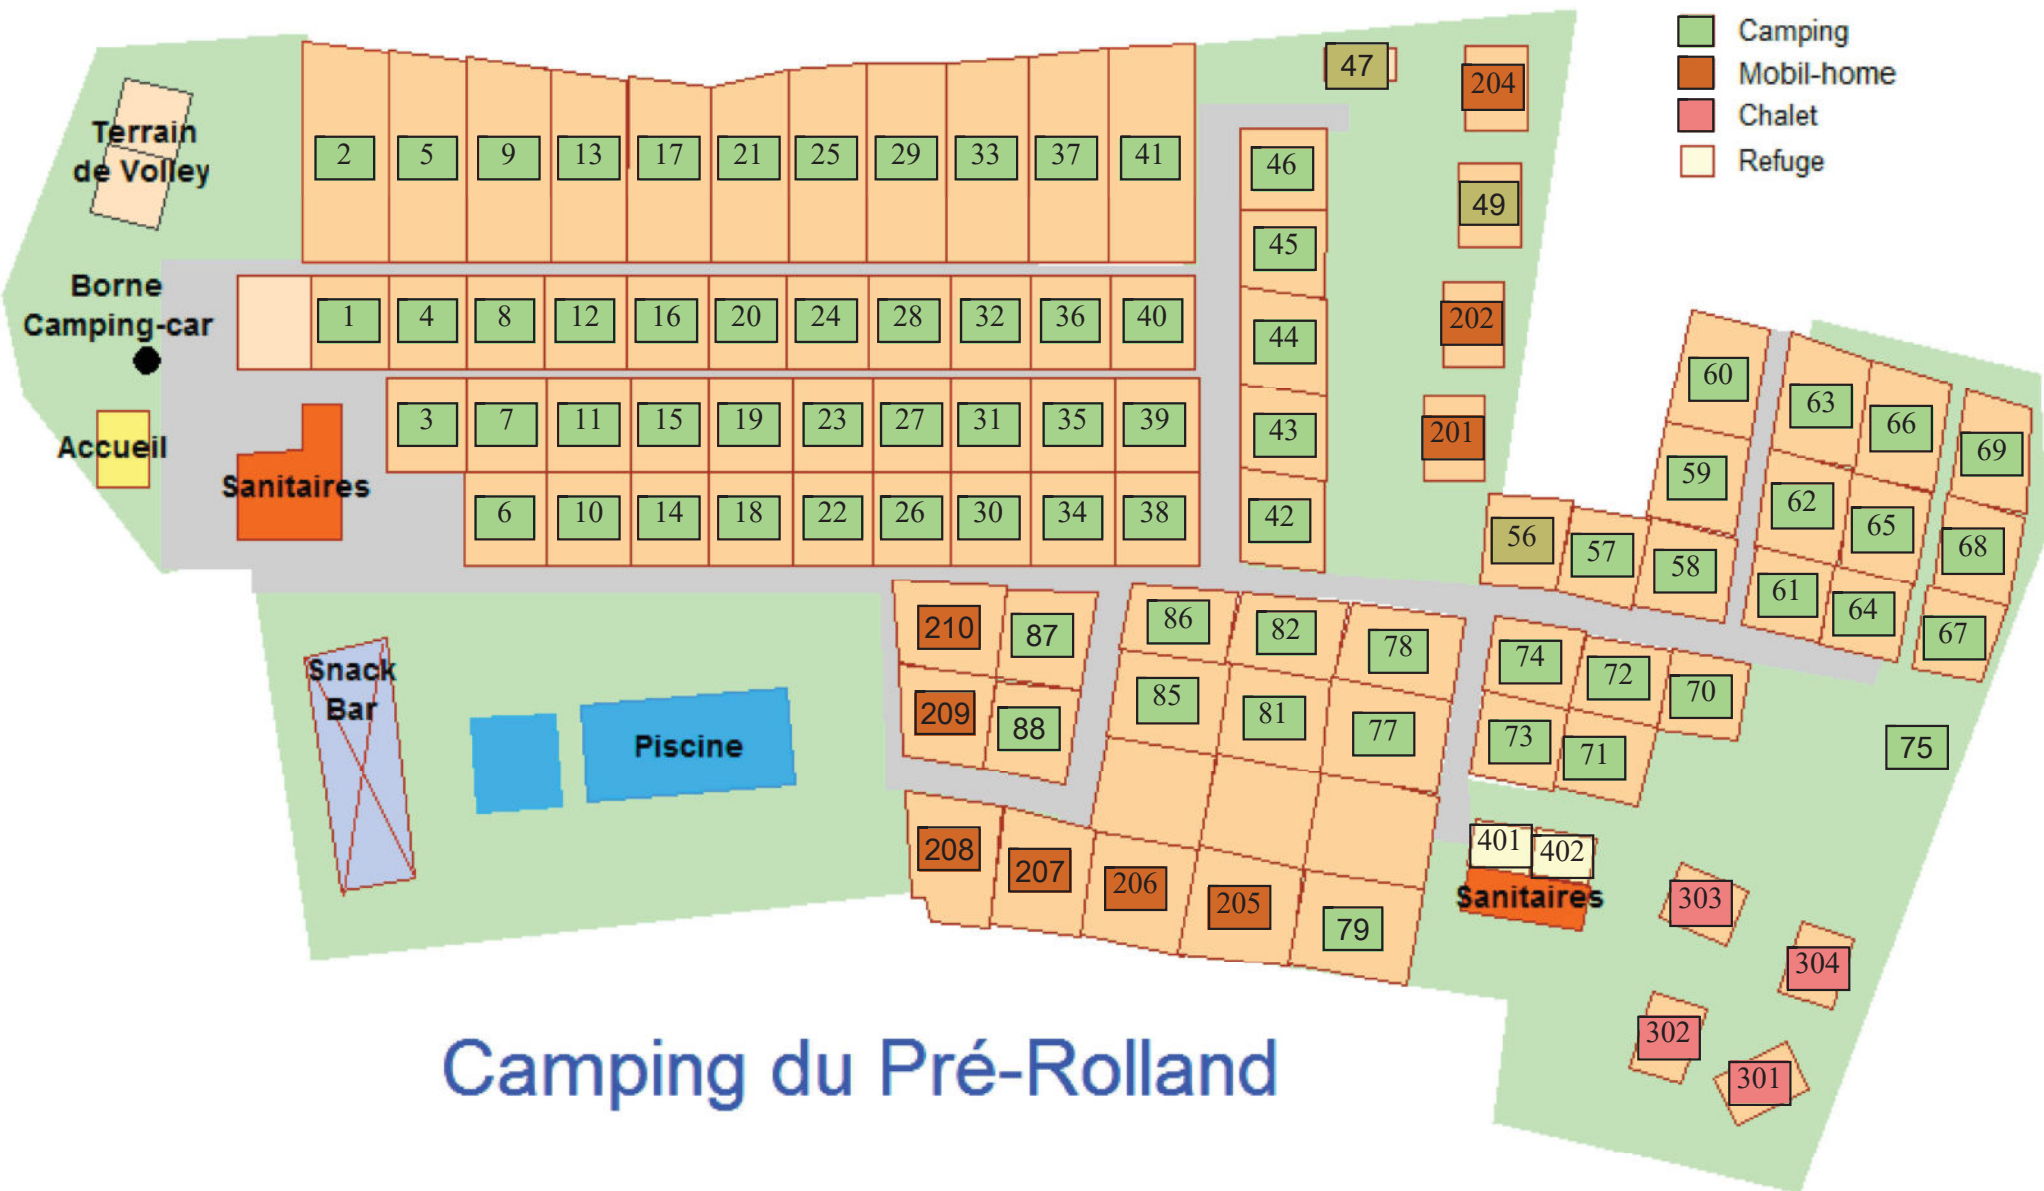 Camping
Mobil-home
Chalet
Refuge
47
204
Terrain
de Volley
2 5 9 13 17 21 25 29 33 37 41
46
49
45
Borne
Camping-car
1 4 8 12 16 20 24 28 32 36 40
44
202
60
63
66
69
Accueil
3 7 11 15 19 23 27 31 35 39
43
201
59
62
65
68
Sanitaires
6 10 14 18 22 26 30 34 38
42
56
57
58
61
64
67
210
87
86
82
78
74
72
70
Snack
Bar
209
88
85
81
77
73
71
75
Piscine
208
207
206
205
79
401
402
Sanitaires
303
304
302
301
Camping du Pré-Rolland